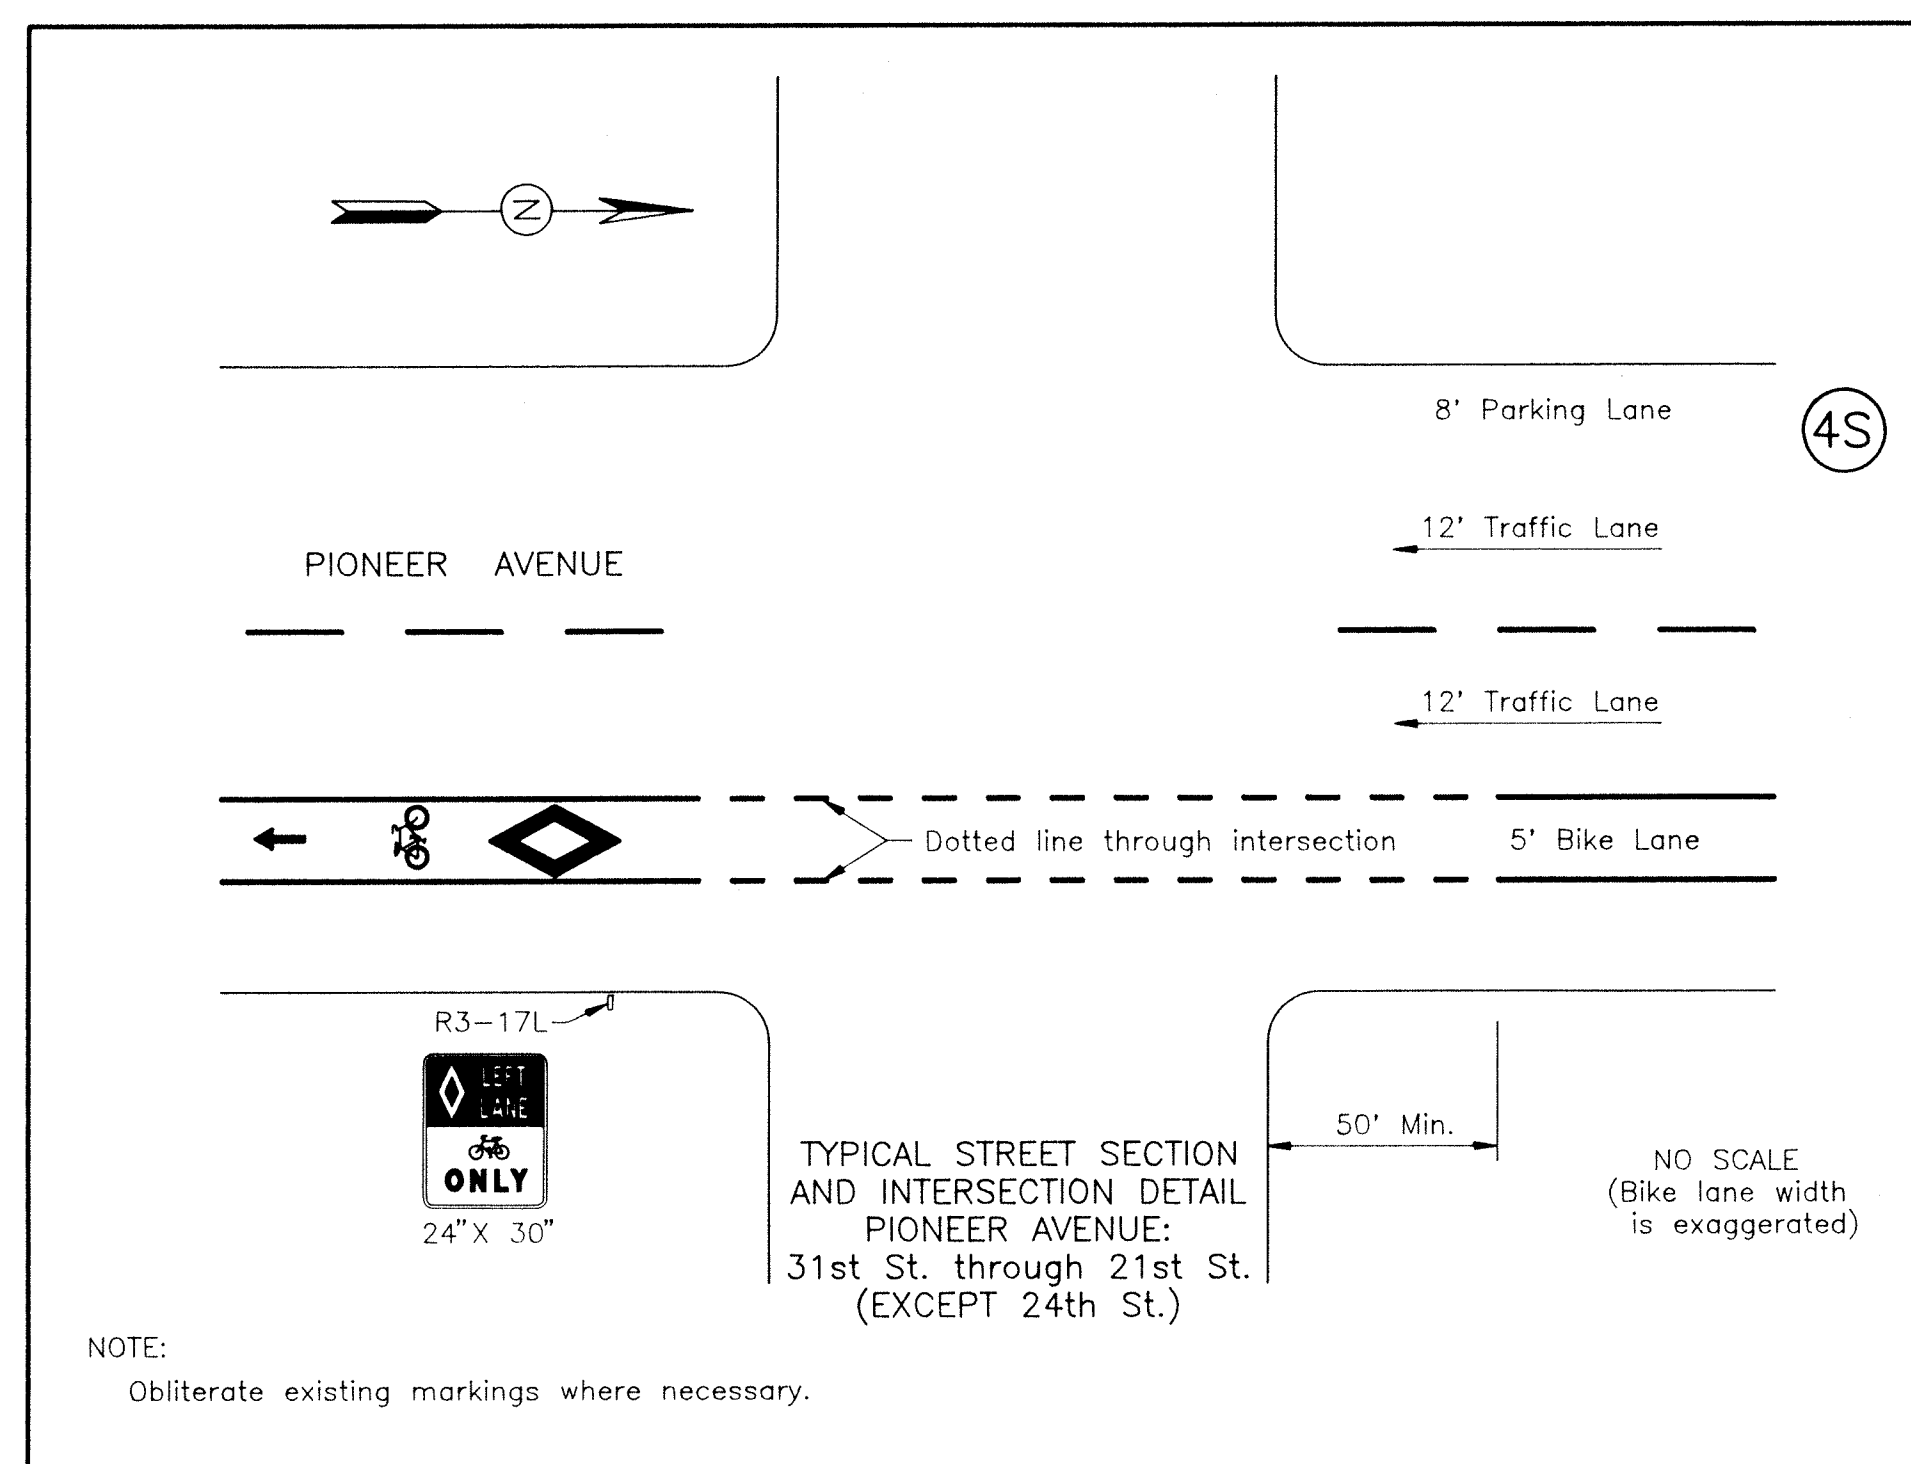 N
8' Parking Lane
4S
12' Traffic Lane
PIONEER AVENUE
12' Traffic Lane
Dotted line through intersection
5' Bike Lane
R3-17L
LEFT
LANE
ONLY
24"X 30"
50' Min.
TYPICAL STREET SECTION
AND INTERSECTION DETAIL
PIONEER AVENUE:
31st St. through 21st St.
(EXCEPT 24th St.)
NO SCALE
(Bike lane width
is exaggerated)
NOTE:
Obliterate existing markings where necessary.